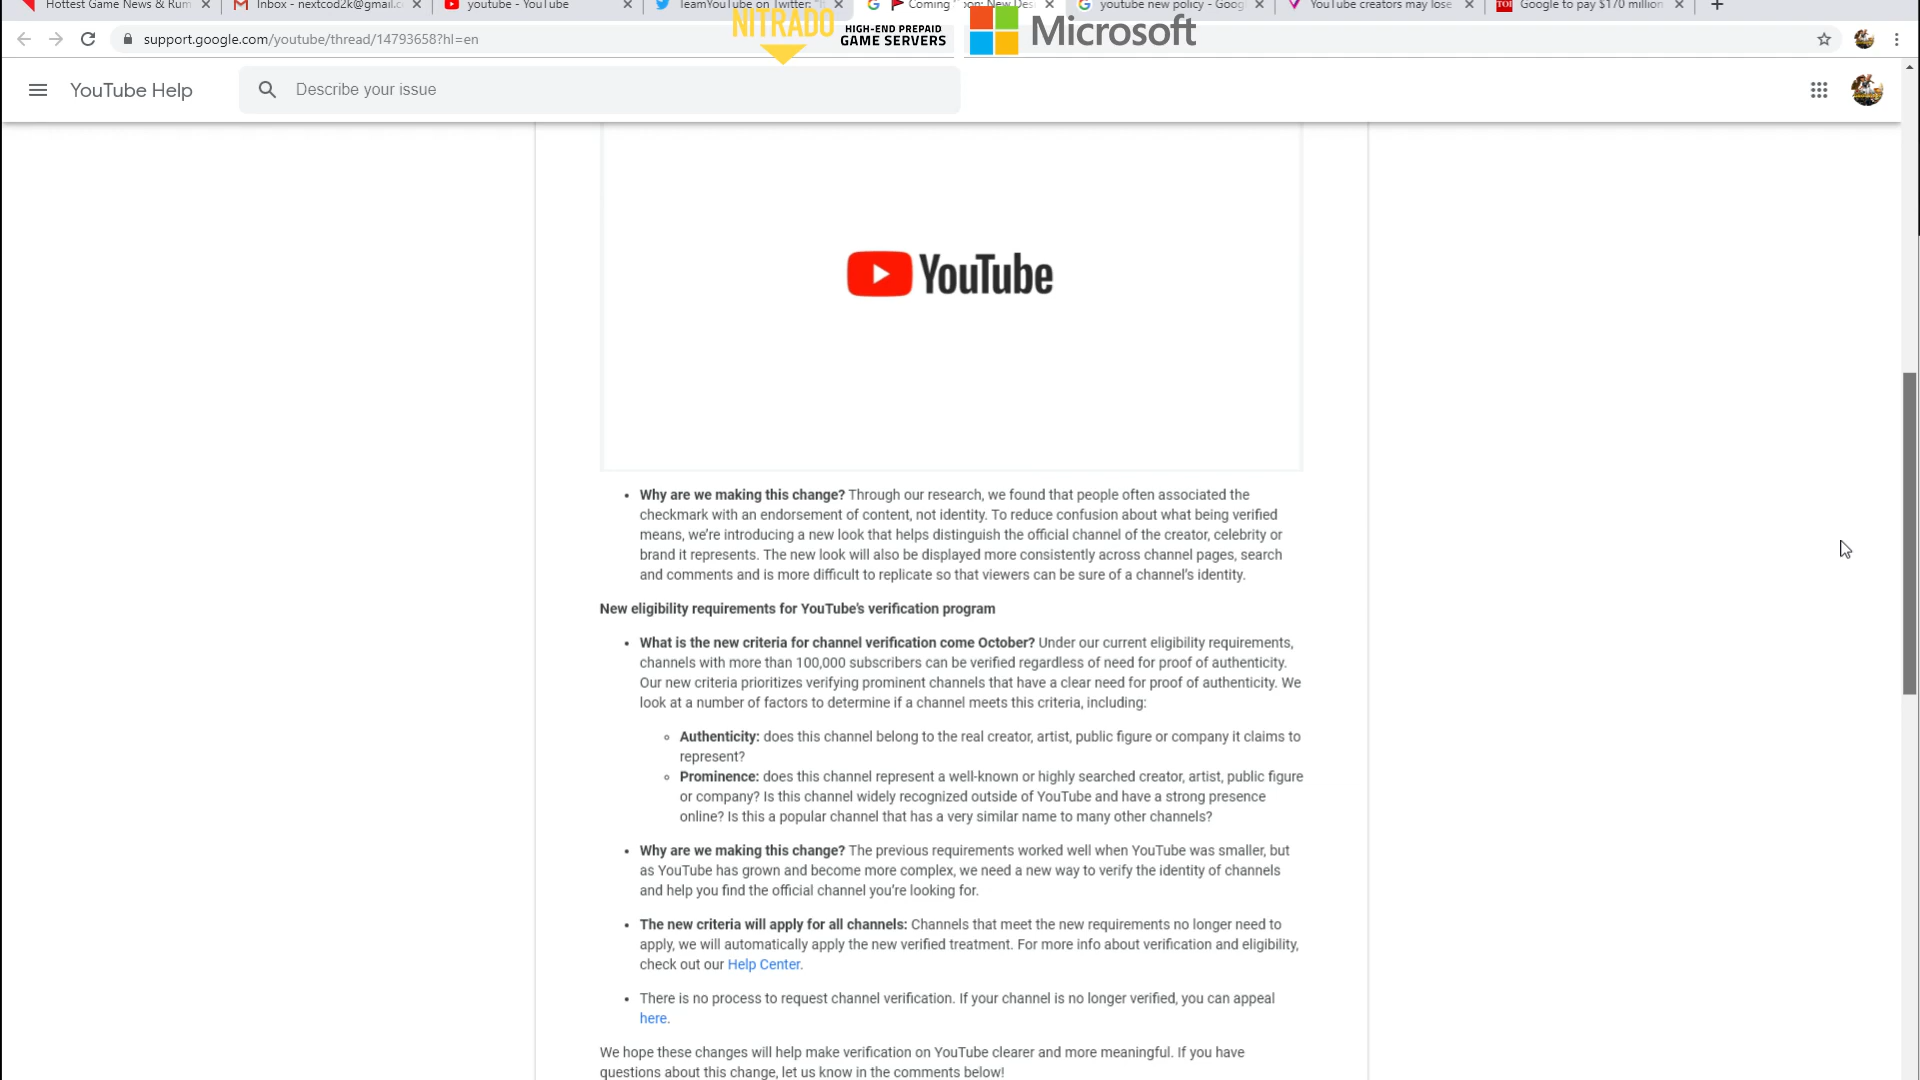 Hottest Game News & Rum
Inbox - nextcod2k@gmail.c
youtube - YouTube
TeamYouTube on Twitter: "It
Coming Soon: New Des
youtube new policy - Goog
YouTube creators may lose
TOI Google to pay $170 million
NITRADO HIGH-END PREPAID
GAME SERVERS
Microsoft
support.google.com/youtube/thread/14793658?hl=en
YouTube Help
Describe your issue
YouTube
• Why are we making this change? Through our research, we found that people often associated the
checkmark with an endorsement of content, not identity. To reduce confusion about what being verified
means, we're introducing a new look that helps distinguish the official channel of the creator, celebrity or
brand it represents. The new look will also be displayed more consistently across channel pages, search
and comments and is more difficult to replicate so that viewers can be sure of a channel's identity.
New eligibility requirements for YouTube's verification program
• What is the new criteria for channel verification come October? Under our current eligibility requirements,
channels with more than 100,000 subscribers can be verified regardless of need for proof of authenticity.
Our new criteria prioritizes verifying prominent channels that have a clear need for proof of authenticity. We
look at a number of factors to determine if a channel meets this criteria, including:
◦ Authenticity: does this channel belong to the real creator, artist, public figure or company it claims to
represent?
◦ Prominence: does this channel represent a well-known or highly searched creator, artist, public figure
or company? Is this channel widely recognized outside of YouTube and have a strong presence
online? Is this a popular channel that has a very similar name to many other channels?
• Why are we making this change? The previous requirements worked well when YouTube was smaller, but
as YouTube has grown and become more complex, we need a new way to verify the identity of channels
and help you find the official channel you're looking for.
• The new criteria will apply for all channels: Channels that meet the new requirements no longer need to
apply, we will automatically apply the new verified treatment. For more info about verification and eligibility,
check out our Help Center.
• There is no process to request channel verification. If your channel is no longer verified, you can appeal
here.
We hope these changes will help make verification on YouTube clearer and more meaningful. If you have
questions about this change, let us know in the comments below!